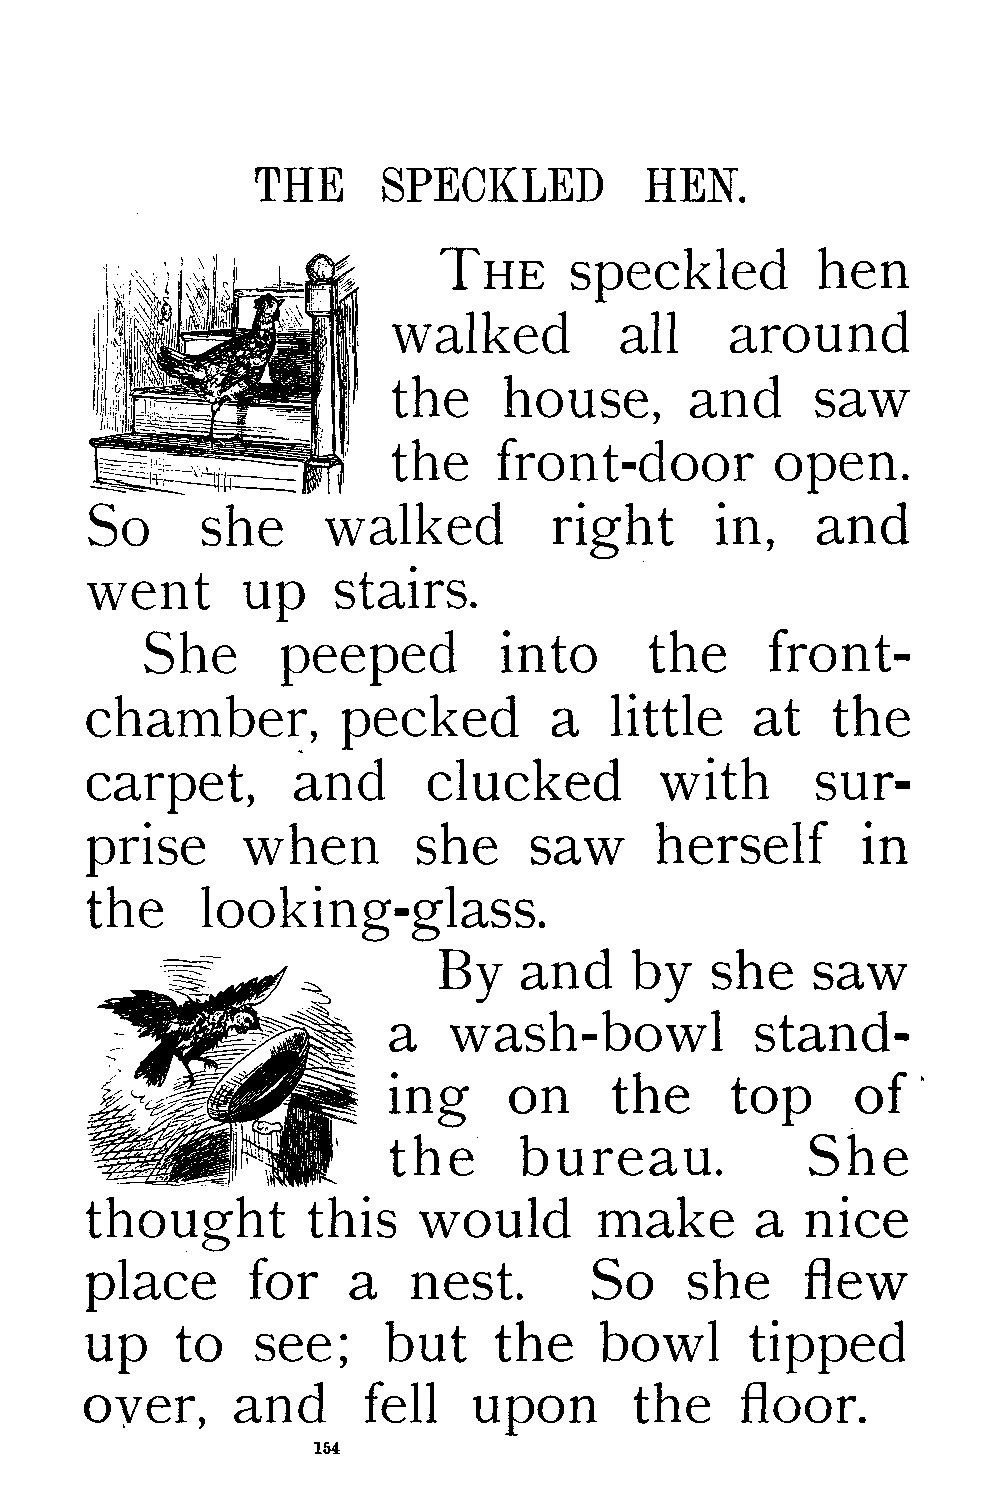 THE SPECKLED HEN.
THE speckled hen
walked all around
the house, and saw
the front-door open.
So she walked right in, and
went up stairs.
She peeped into the front-
chamber, pecked a little at the
carpet, and clucked with sur-
prise when she saw herself in
the looking-glass.
By and by she saw
a wash-bowl stand-
ing on the top of
the bureau. She
thought this would make a nice
place for a nest. So she flew
up to see; but the bowl tipped
over, and fell upon the floor.
154